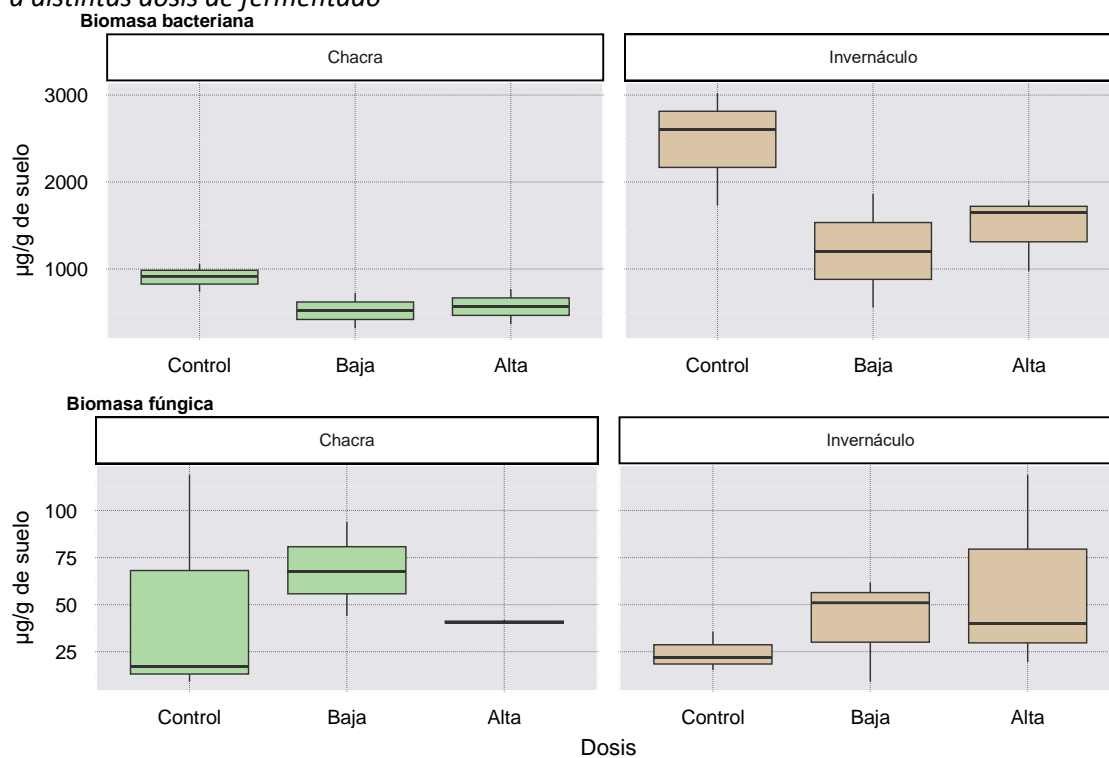 a distintas dosis de fermentado
Biomasa bacteriana
Chacra Invernáculo
3000
2000
1000
µg/g de suelo
Control Baja Alta Control Baja Alta
Biomasa fúngica
Chacra Invernáculo
100
75
50
25
µg/g de suelo
Control Baja Alta Control Baja Alta
Dosis